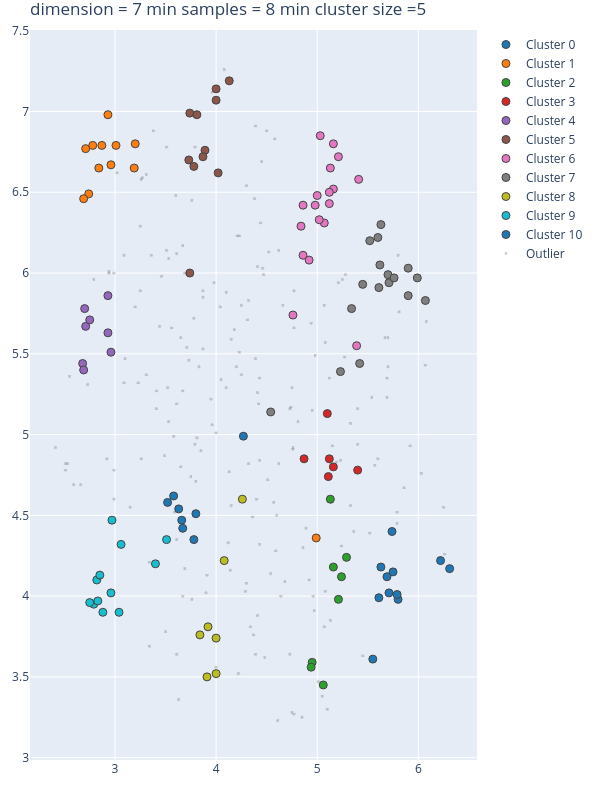 dimension = 7 min samples = 8 min cluster size =5
7.5
7
6.5
6
5.5
5
4.5
4
3.5
3
3
4
5
6
Cluster 0
Cluster 1
Cluster 2
Cluster 3
Cluster 4
Cluster 5
Cluster 6
Cluster 7
Cluster 8
Cluster 9
Cluster 10
Outlier